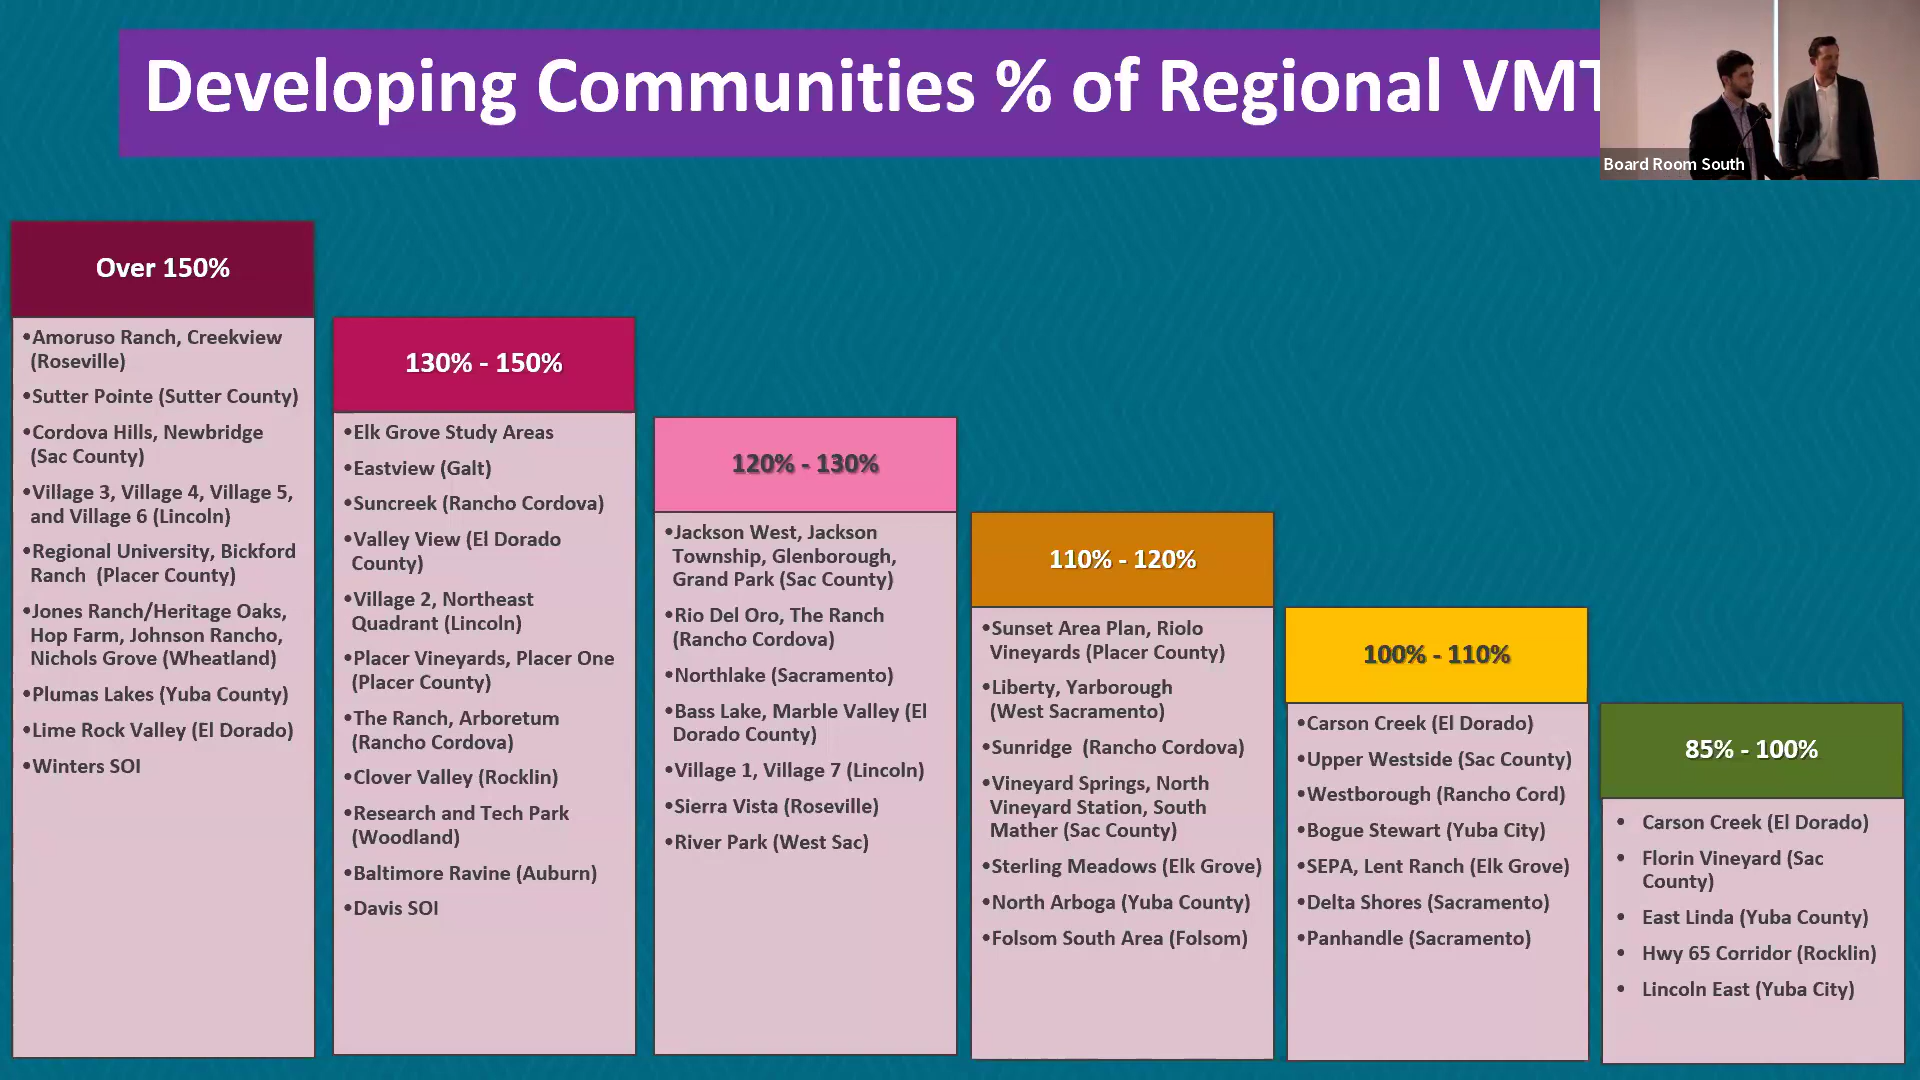 Developing Communities % of Regional VMT
Board Room South
Over 150%
•Amoruso Ranch, Creekview
(Roseville)
•Sutter Pointe (Sutter County)
•Cordova Hills, Newbridge
(Sac County)
•Village 3, Village 4, Village 5,
and Village 6 (Lincoln)
•Regional University, Bickford
Ranch (Placer County)
•Jones Ranch/Heritage Oaks,
Hop Farm, Johnson Rancho,
Nichols Grove (Wheatland)
•Plumas Lakes (Yuba County)
•Lime Rock Valley (El Dorado)
•Winters SOI
130% - 150%
•Elk Grove Study Areas
•Eastview (Galt)
•Suncreek (Rancho Cordova)
•Valley View (El Dorado
County)
•Village 2, Northeast
Quadrant (Lincoln)
•Placer Vineyards, Placer One
(Placer County)
•The Ranch, Arboretum
(Rancho Cordova)
•Clover Valley (Rocklin)
•Research and Tech Park
(Woodland)
•Baltimore Ravine (Auburn)
•Davis SOI
120% - 130%
•Jackson West, Jackson
Township, Glenborough,
Grand Park (Sac County)
•Rio Del Oro, The Ranch
(Rancho Cordova)
•Northlake (Sacramento)
•Bass Lake, Marble Valley (El
Dorado County)
•Village 1, Village 7 (Lincoln)
•Sierra Vista (Roseville)
•River Park (West Sac)
110% - 120%
•Sunset Area Plan, Riolo
Vineyards (Placer County)
•Liberty, Yarborough
(West Sacramento)
•Sunridge (Rancho Cordova)
•Vineyard Springs, North
Vineyard Station, South
Mather (Sac County)
•Sterling Meadows (Elk Grove)
•North Arboga (Yuba County)
•Folsom South Area (Folsom)
100% - 110%
•Carson Creek (El Dorado)
•Upper Westside (Sac County)
•Westborough (Rancho Cord)
•Bogue Stewart (Yuba City)
•SEPA, Lent Ranch (Elk Grove)
•Delta Shores (Sacramento)
•Panhandle (Sacramento)
85% - 100%
• Carson Creek (El Dorado)
• Florin Vineyard (Sac
County)
• East Linda (Yuba County)
• Hwy 65 Corridor (Rocklin)
• Lincoln East (Yuba City)